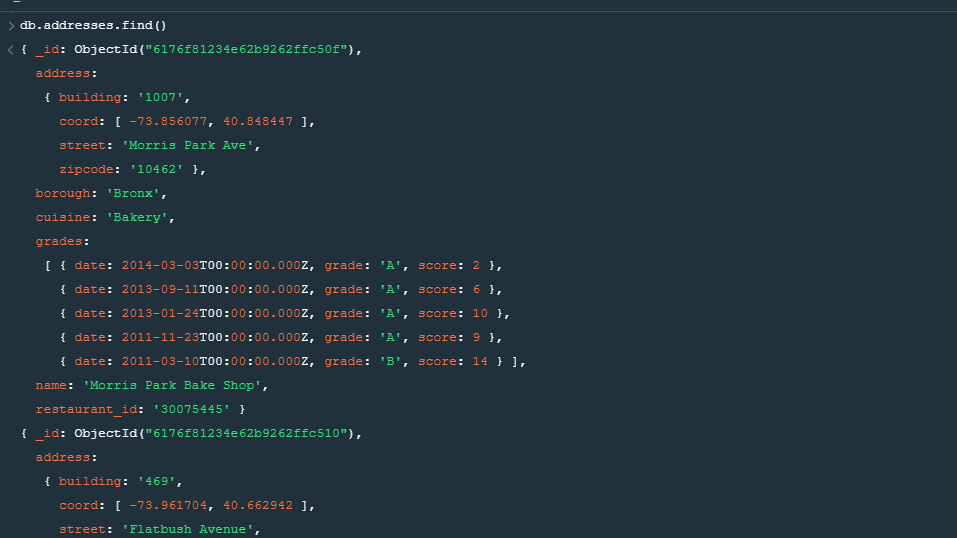 > db.addresses.find()
< { _id: ObjectId("6176f81234e62b9262ffc50f"),
address:
{ building: '1007',
coord: [ -73.856077, 40.848447 ],
street: 'Morris Park Ave',
zipcode: '10462' },
borough: 'Bronx',
cuisine: 'Bakery',
grades:
[ { date: 2014-03-03T00:00:00.000Z, grade: 'A', score: 2 },
{ date: 2013-09-11T00:00:00.000Z, grade: 'A', score: 6 },
{ date: 2013-01-24T00:00:00.000Z, grade: 'A', score: 10 },
{ date: 2011-11-23T00:00:00.000Z, grade: 'A', score: 9 },
{ date: 2011-03-10T00:00:00.000Z, grade: 'B', score: 14 } ],
name: 'Morris Park Bake Shop',
restaurant_id: '30075445' }
{ _id: ObjectId("6176f81234e62b9262ffc510"),
address:
{ building: '469',
coord: [ -73.961704, 40.662942 ],
street: 'Flatbush Avenue',